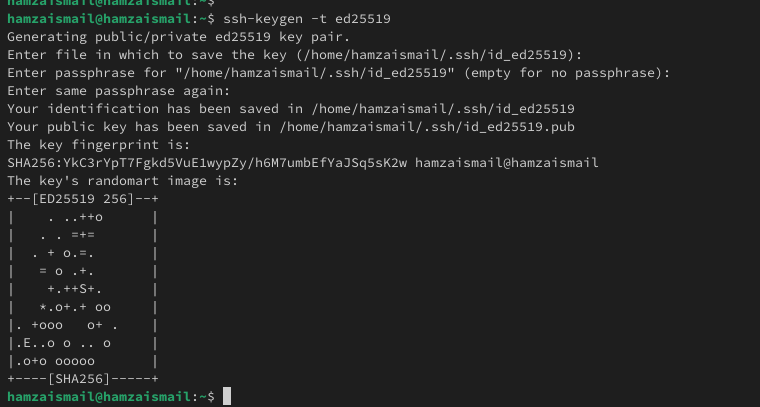 hamzaismail@hamzaismail:~$
hamzaismail@hamzaismail:~$ ssh-keygen -t ed25519
Generating public/private ed25519 key pair.
Enter file in which to save the key (/home/hamzaismail/.ssh/id_ed25519):
Enter passphrase for "/home/hamzaismail/.ssh/id_ed25519" (empty for no passphrase):
Enter same passphrase again:
Your identification has been saved in /home/hamzaismail/.ssh/id_ed25519
Your public key has been saved in /home/hamzaismail/.ssh/id_ed25519.pub
The key fingerprint is:
SHA256:YkC3rYpT7Fgkd5VuE1wypZy/h6M7umbEfYaJSq5sK2w hamzaismail@hamzaismail
The key's randomart image is:
+--[ED25519 256]--+
|    . ..++o      |
|   . . =+=       |
|  . + o.=.       |
|   = o .+.       |
|    +.++S+.      |
|   *.o+.+ oo     |
|. +ooo   o+ .    |
|.E..o o .. o     |
|.o+o ooooo       |
+----[SHA256]-----+
hamzaismail@hamzaismail:~$